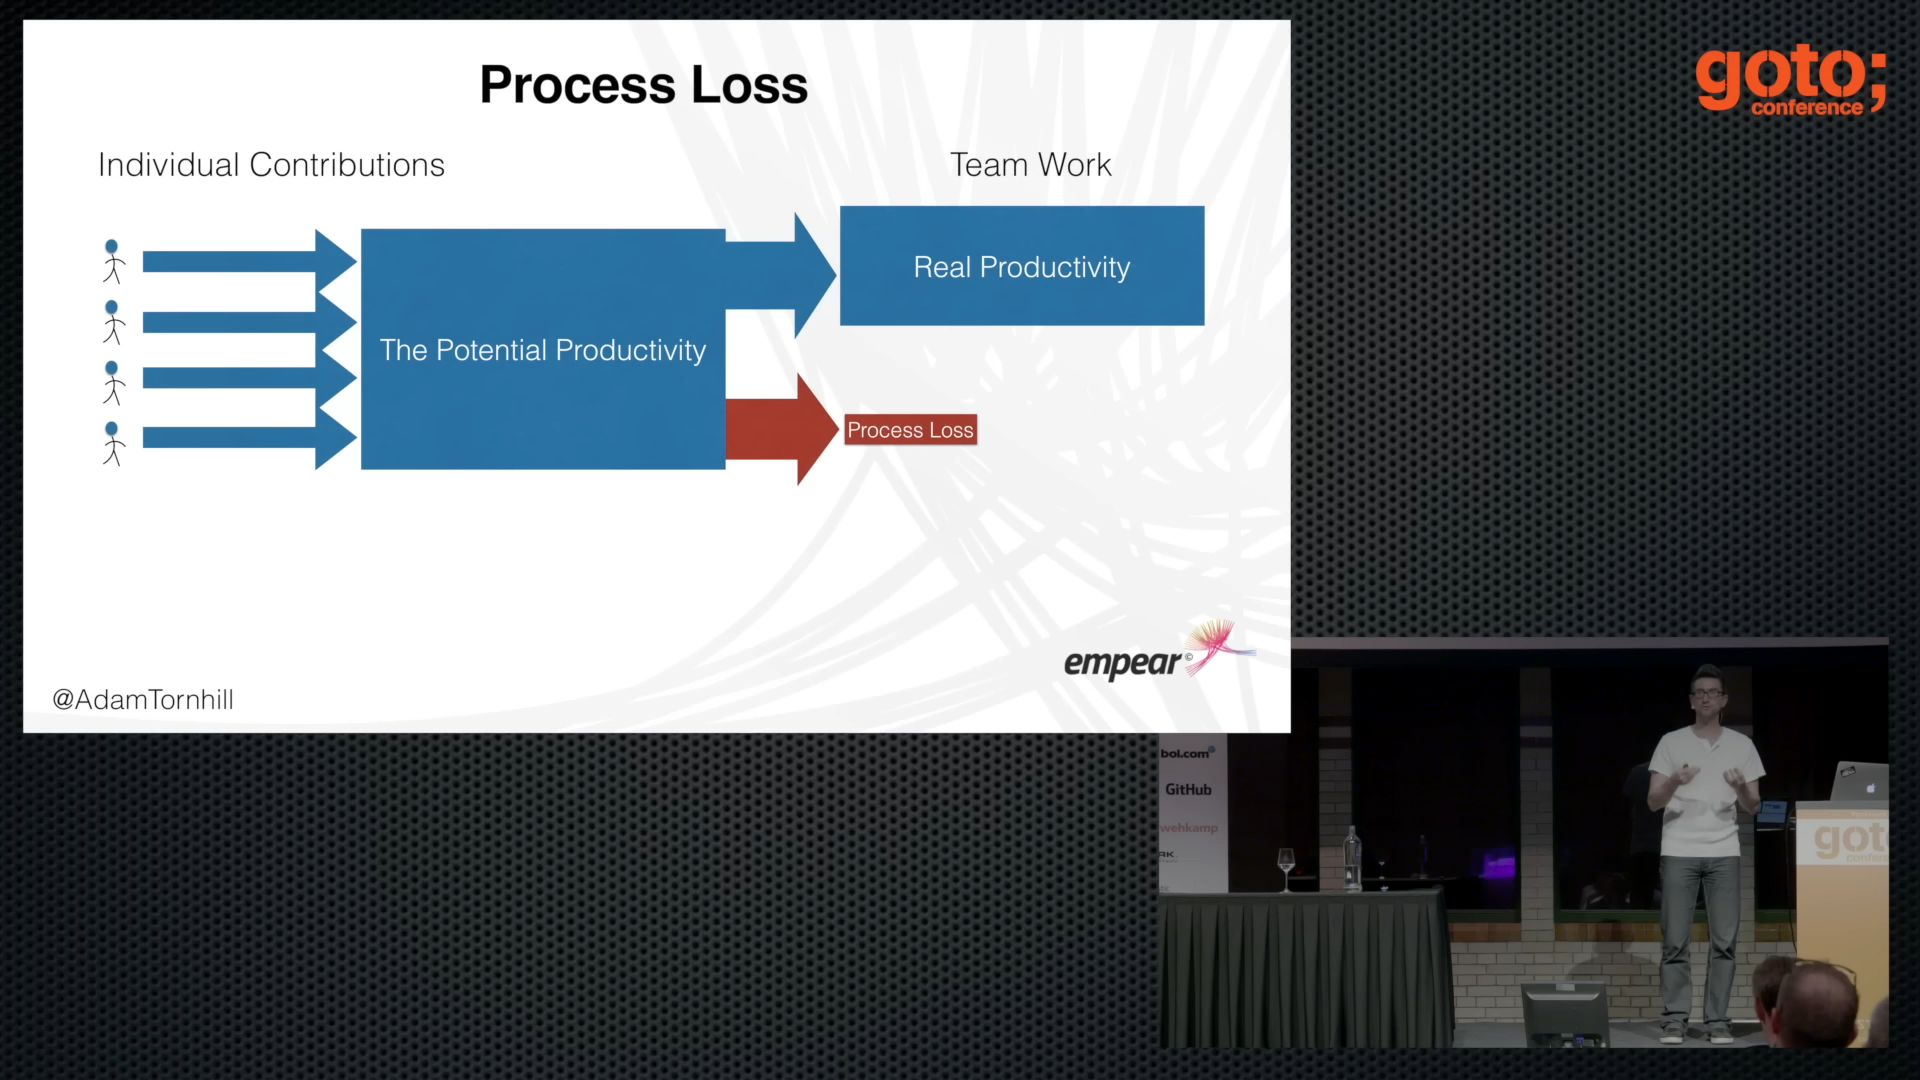 Process Loss
Individual Contributions
Team Work
Real Productivity
The Potential Productivity
Process Loss
empear©
@AdamTornhill
goto;
conference
bol.com
GitHub
wehkamp
got